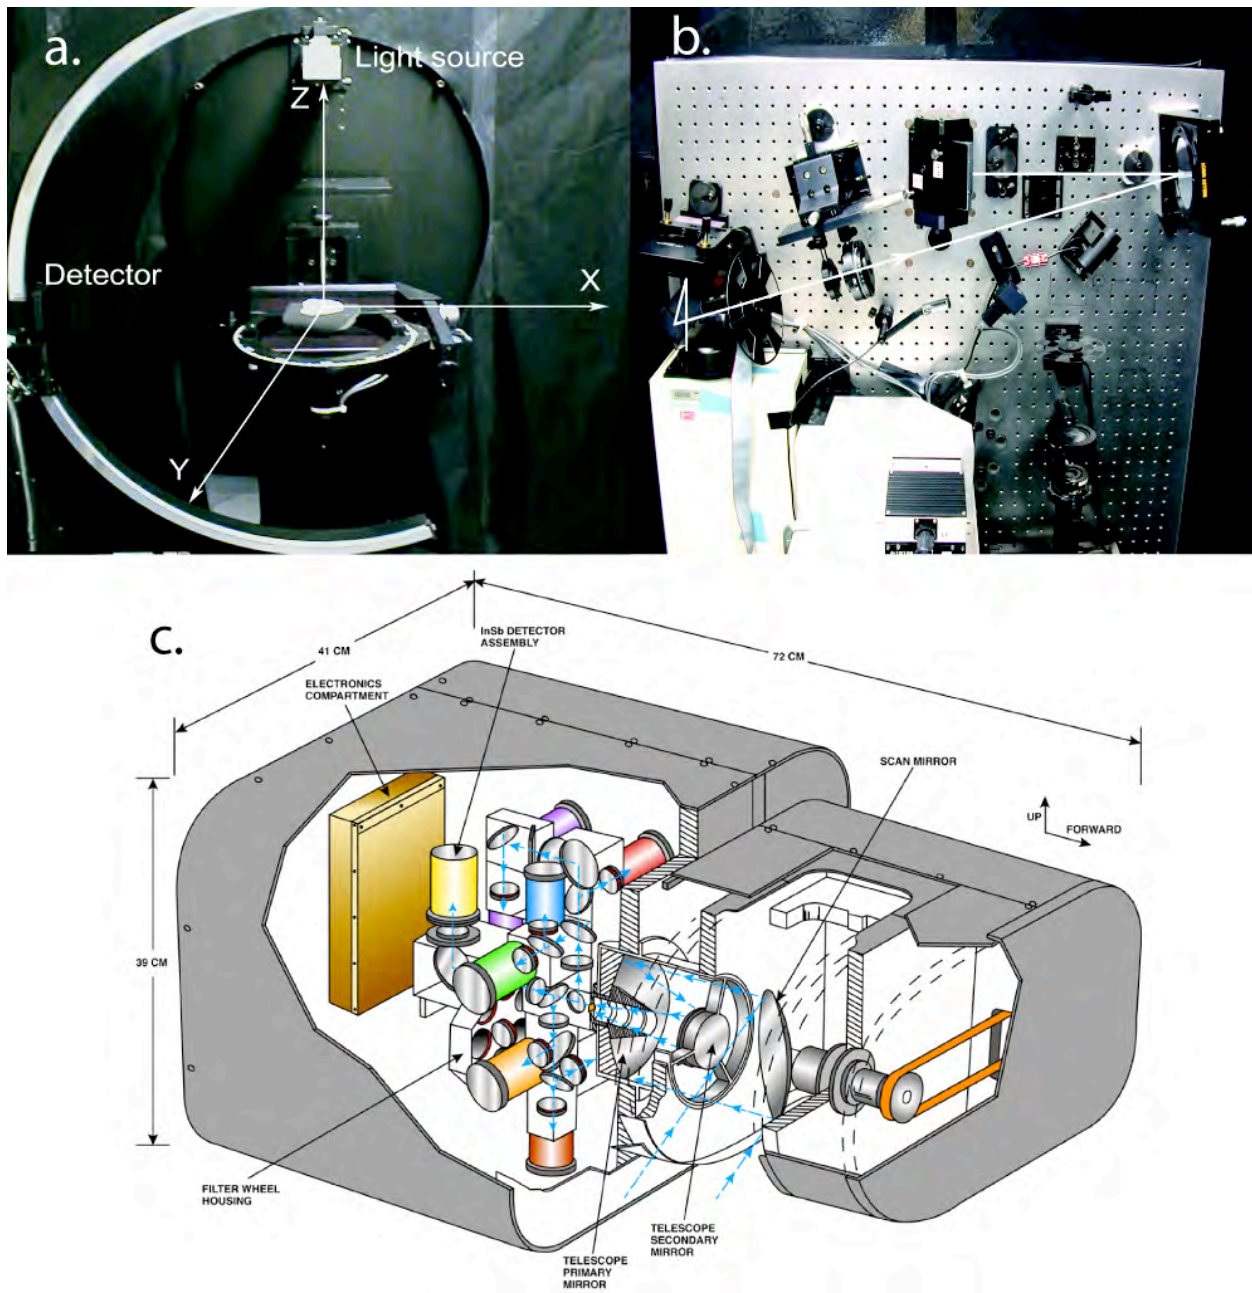 a.
Light source
Z
Detector
X
Y
b.
c.
InSb DETECTOR
ASSEMBLY
41 CM
72 CM
ELECTRONICS
COMPARTMENT
SCAN MIRROR
UP
FORWARD
39 CM
FILTER WHEEL
HOUSING
TELESCOPE
SECONDARY
MIRROR
TELESCOPE
PRIMARY
MIRROR